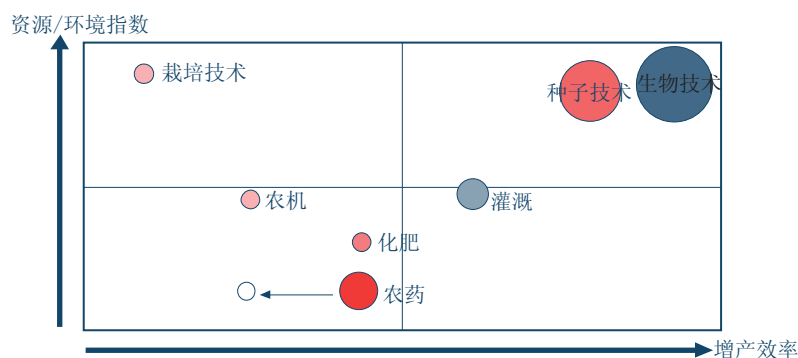 资源/环境指数
栽培技术
种子技术
生物技术
农机
灌溉
化肥
农药
增产效率